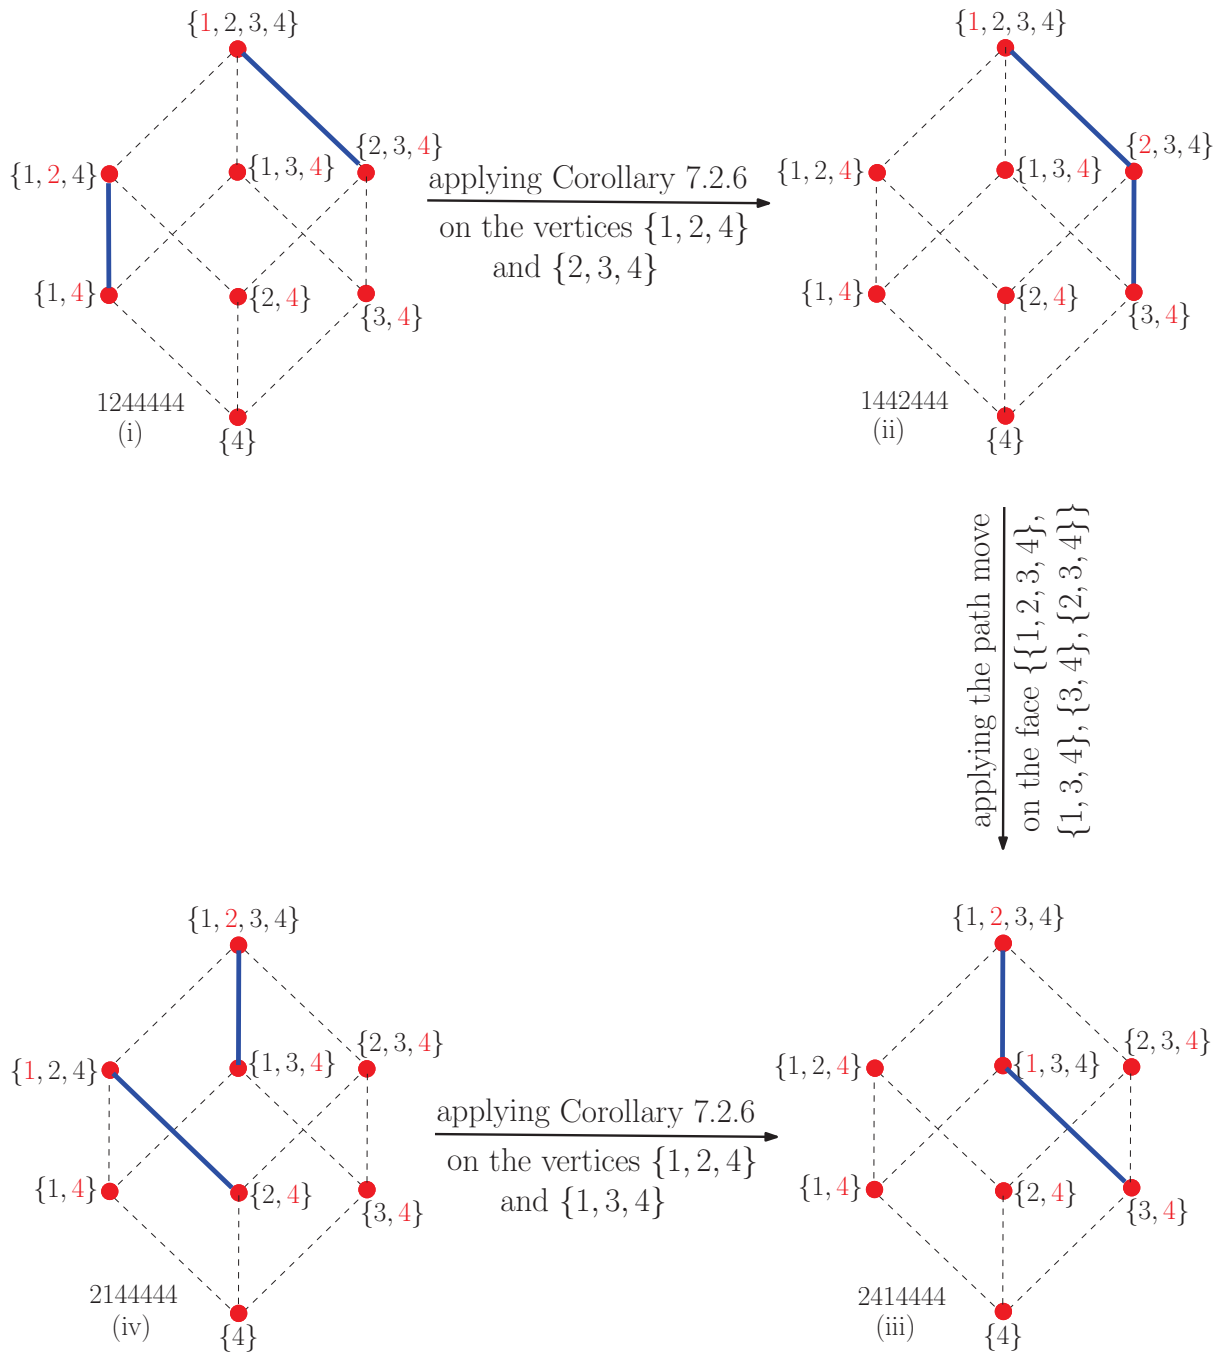 {1, 2, 3, 4}
{1, 2, 4}
{1, 3, 4}
{2, 3, 4}
{1, 4}
{2, 4}
{3, 4}
1244444
(i)
{4}
applying Corollary 7.2.6
on the vertices {1, 2, 4}
and {2, 3, 4}
{1, 2, 3, 4}
{1, 2, 4}
{1, 3, 4}
{2, 3, 4}
{1, 4}
{2, 4}
{3, 4}
1442444
(ii)
{4}
applying the path move
on the face {{1, 2, 3, 4},
{1, 3, 4}, {3, 4}, {2, 3, 4}}
{1, 2, 3, 4}
{1, 2, 4}
{1, 3, 4}
{2, 3, 4}
{1, 4}
{2, 4}
{3, 4}
2144444
(iv)
{4}
applying Corollary 7.2.6
on the vertices {1, 2, 4}
and {1, 3, 4}
{1, 2, 3, 4}
{1, 2, 4}
{1, 3, 4}
{2, 3, 4}
{1, 4}
{2, 4}
{3, 4}
2414444
(iii)
{4}